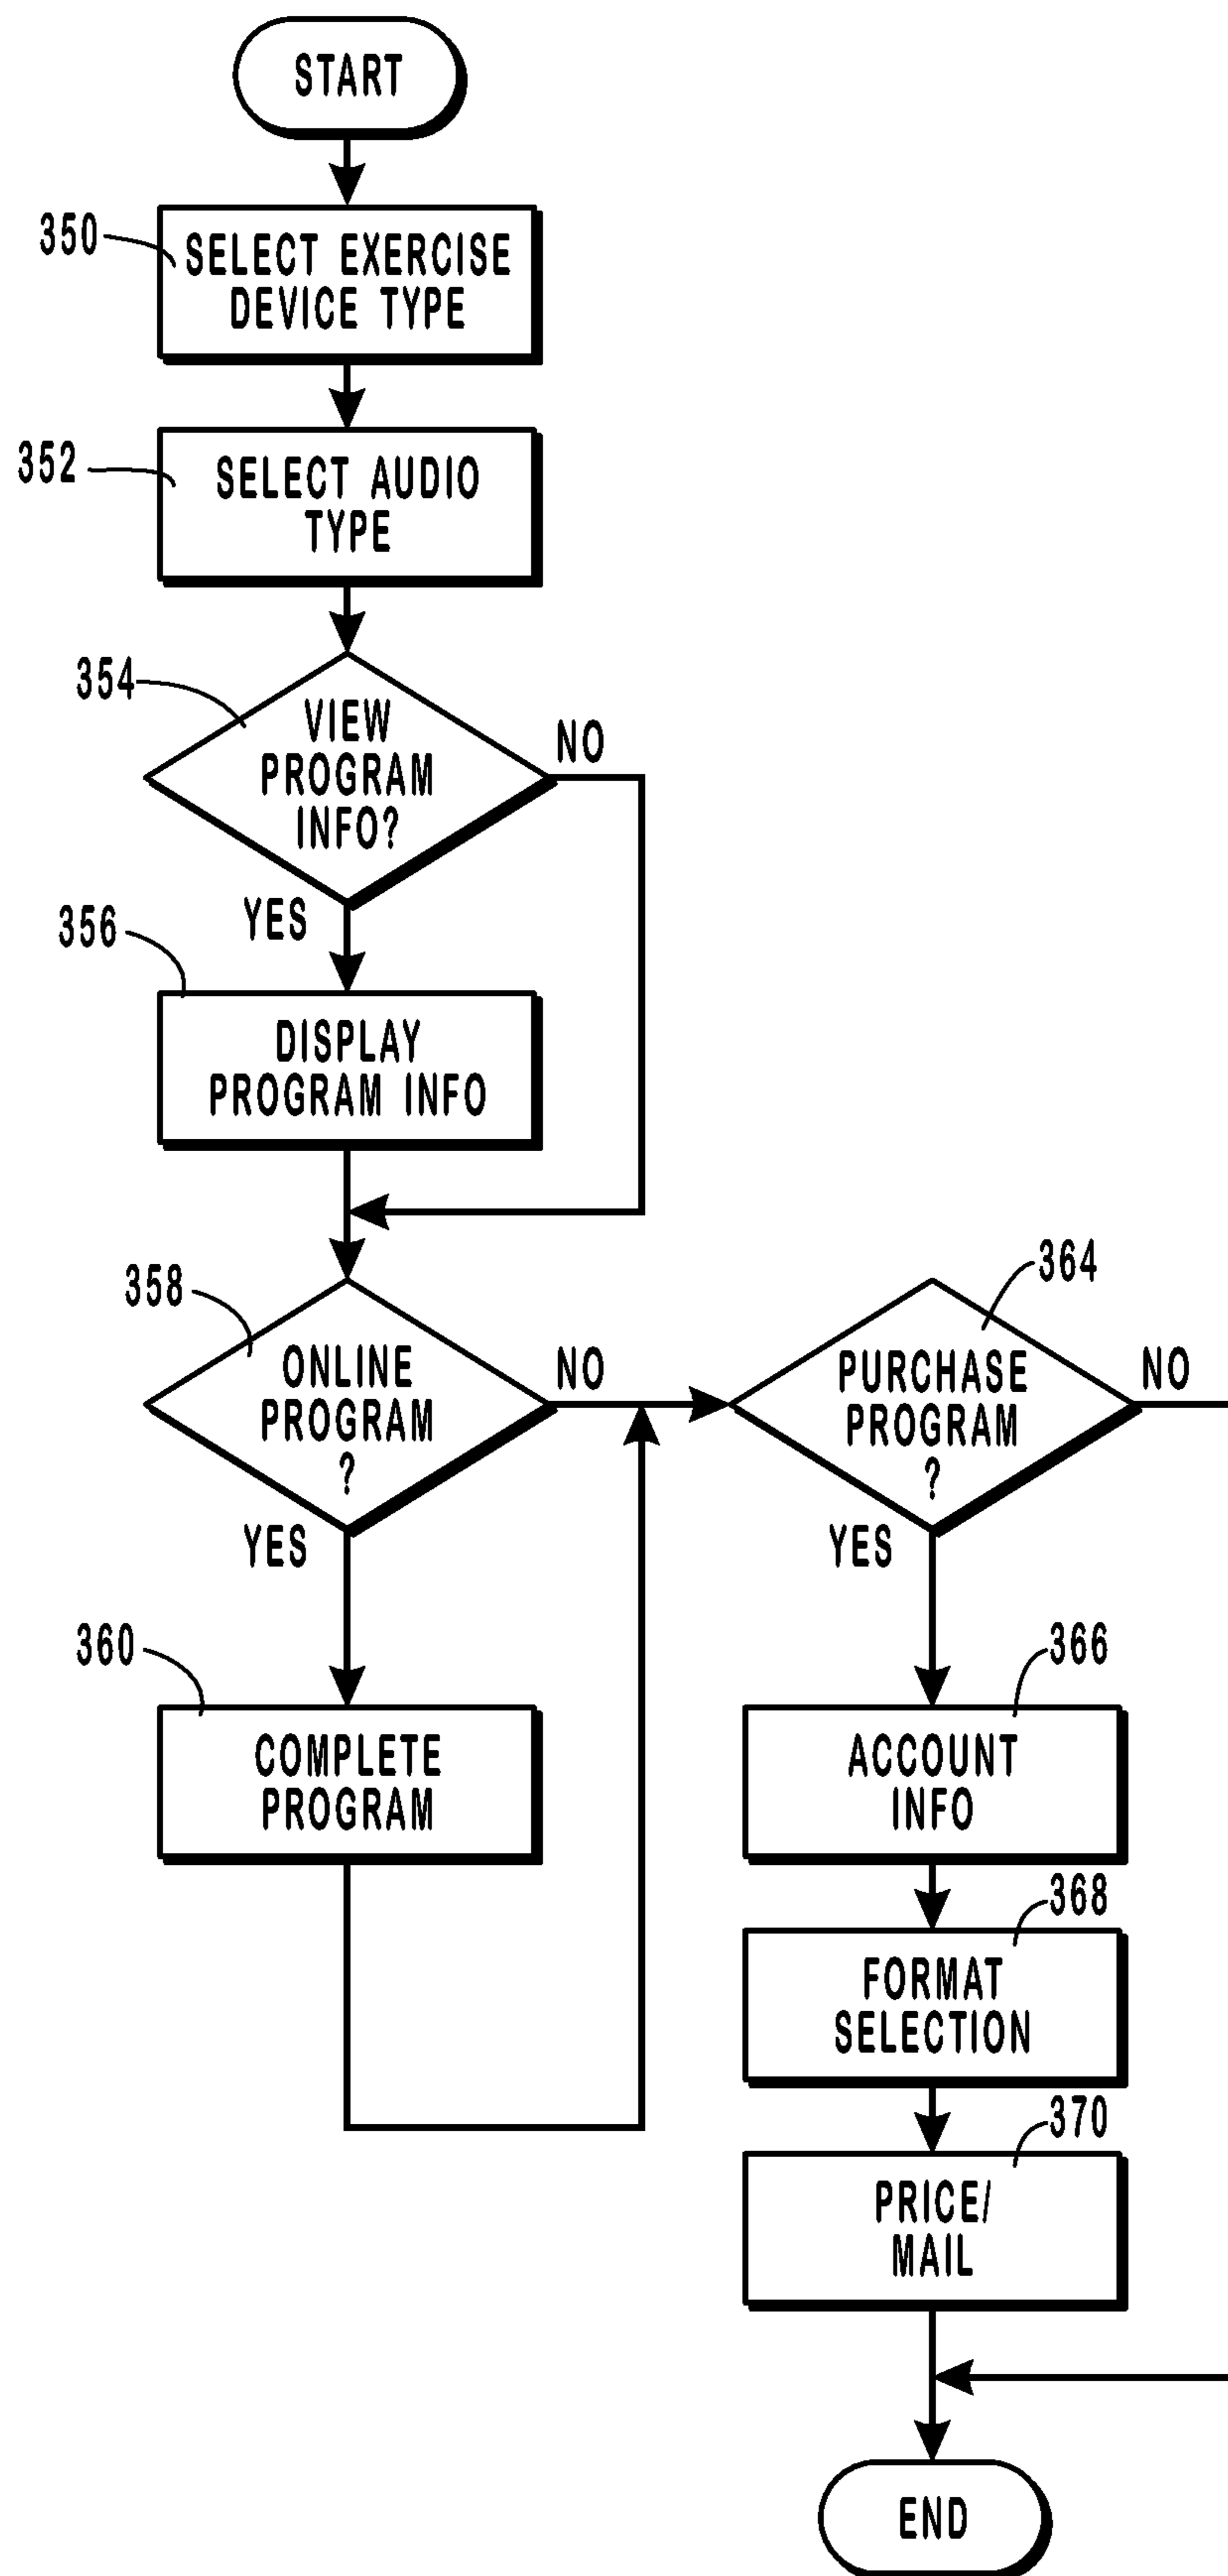 START
350
SELECT EXERCISE
DEVICE TYPE
352
SELECT AUDIO
TYPE
354
VIEW
PROGRAM
INFO?
NO
YES
356
DISPLAY
PROGRAM INFO
358
ONLINE
PROGRAM
?
NO
YES
360
COMPLETE
PROGRAM
364
PURCHASE
PROGRAM
?
NO
YES
366
ACCOUNT
INFO
368
FORMAT
SELECTION
370
PRICE/
MAIL
END